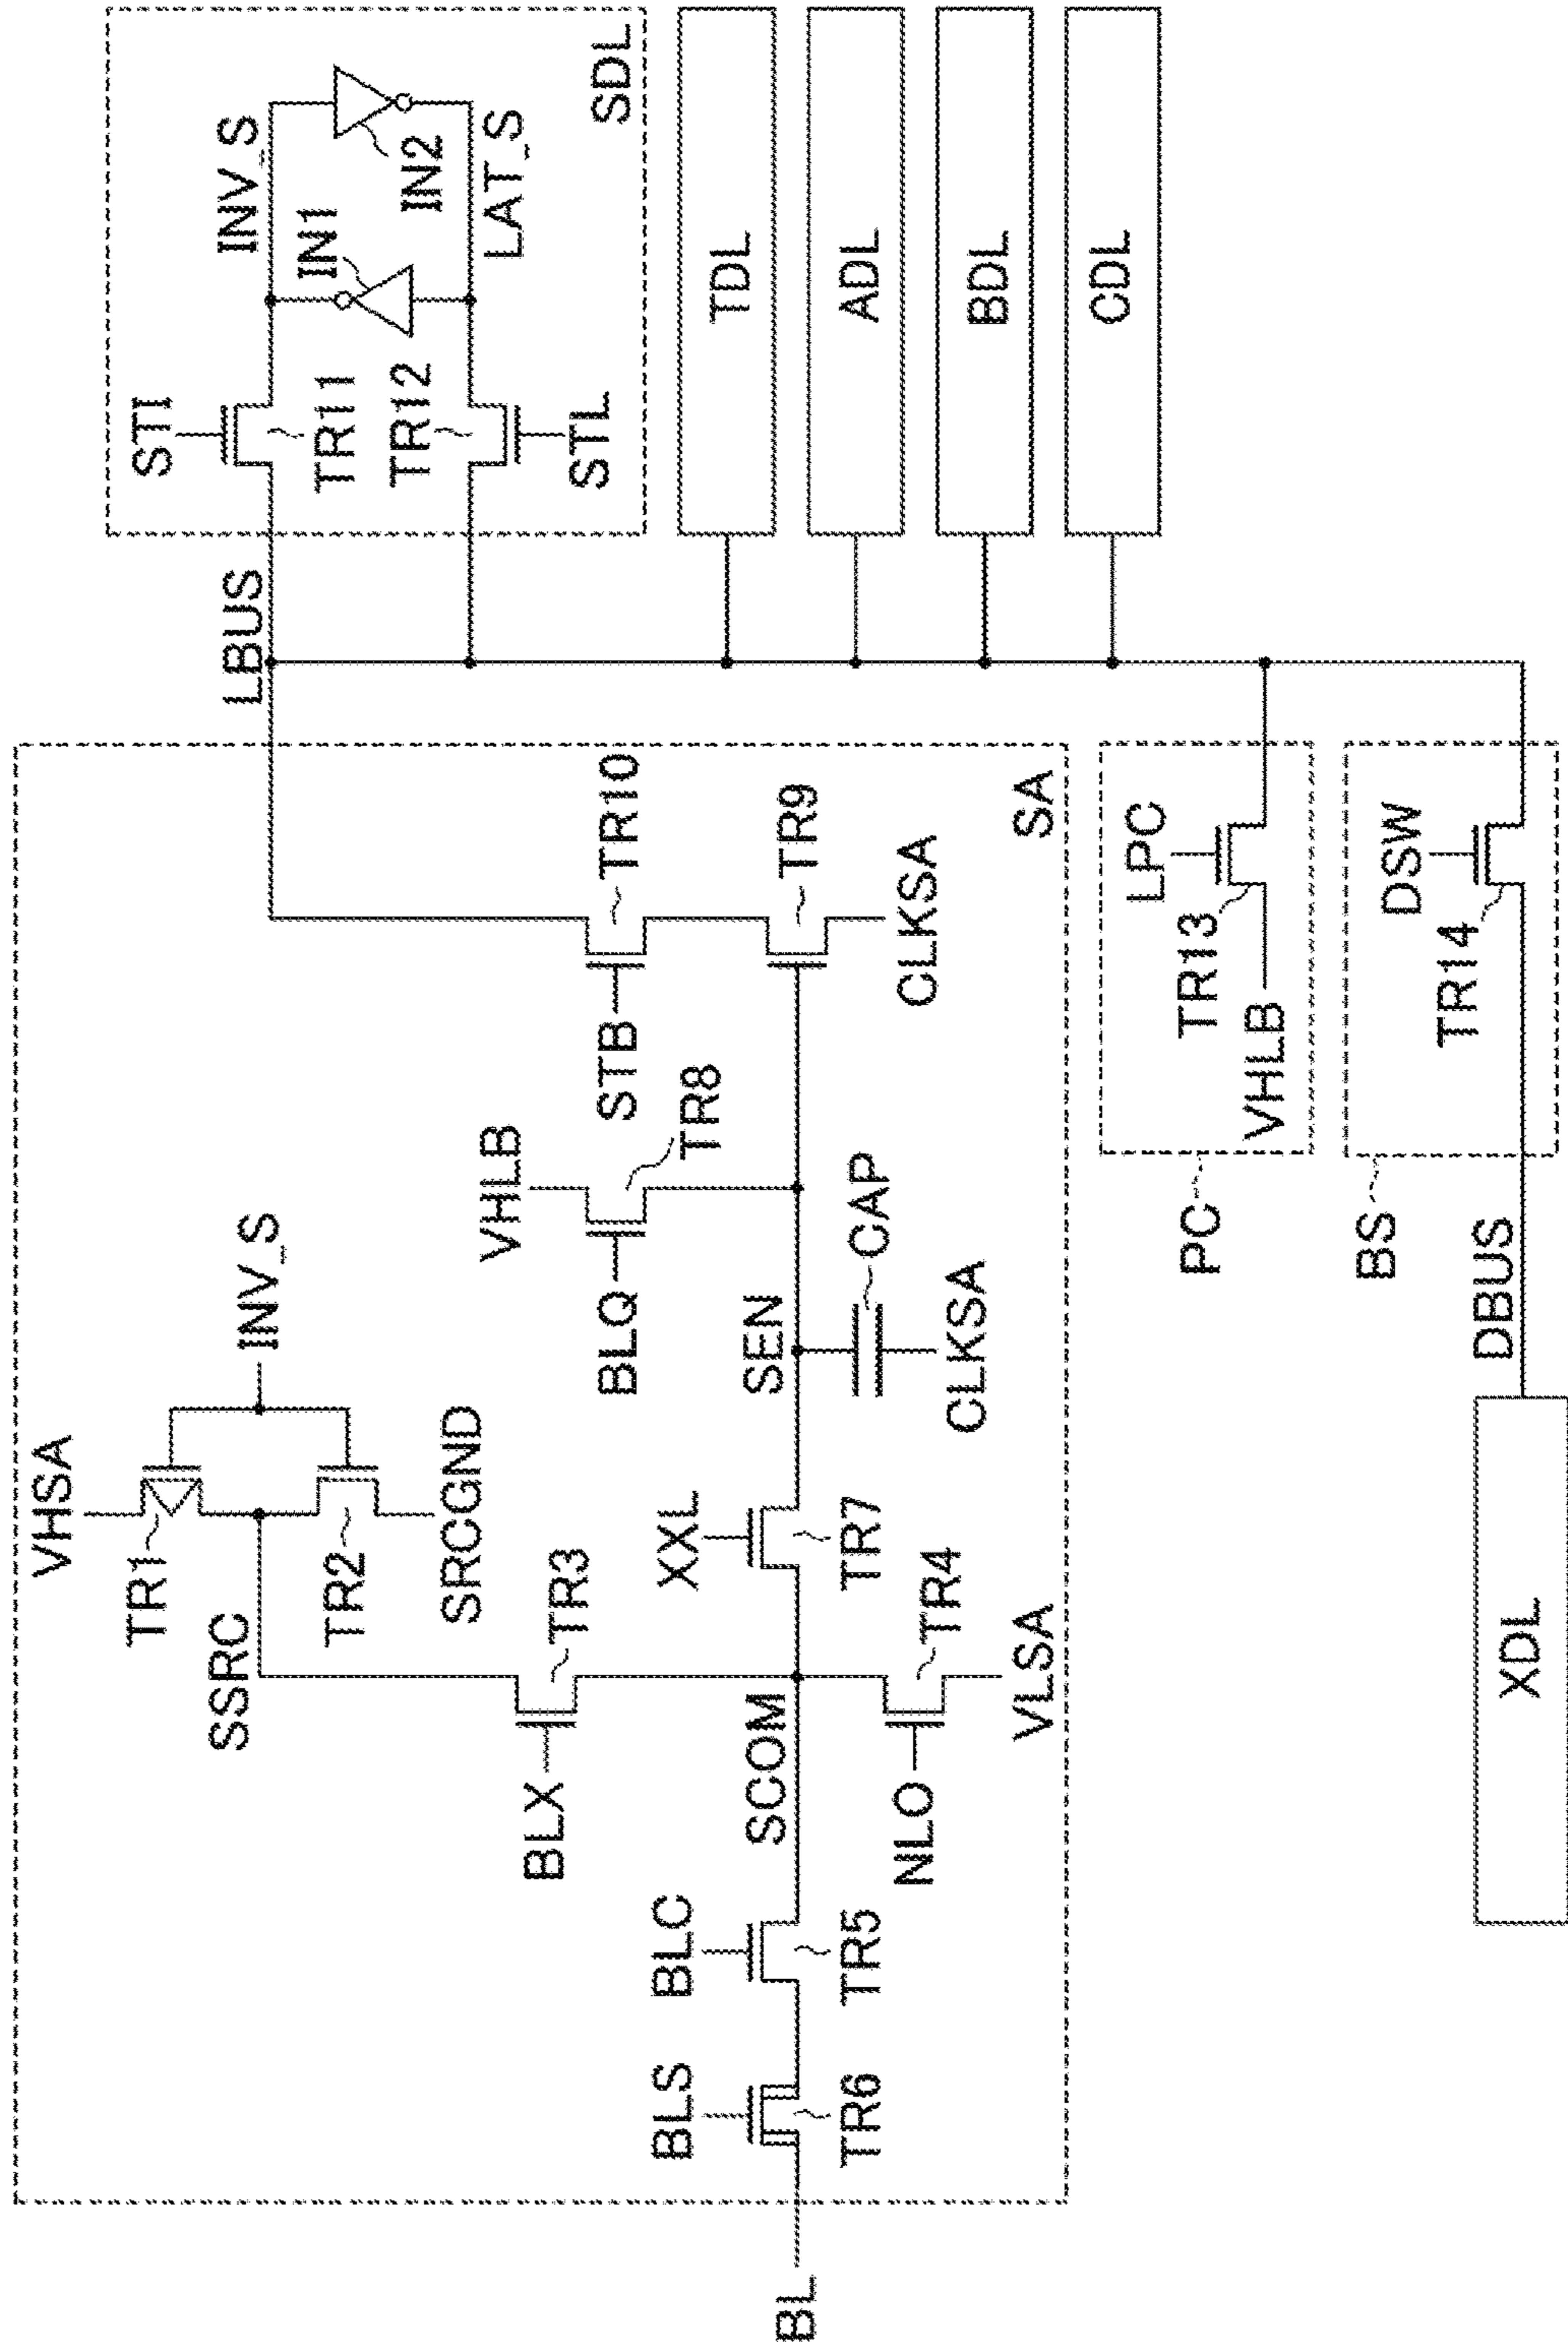 VHSA
TR1
SSRC
TR2
SRCGND
INV_S
BLX
TR3
VHLB
BLQ
TR8
STB
TR10
BLS
TR6
BLC
TR5
SCOM
XXL
TR7
SEN
CAP
CLKSA
TR9
CLKSA
NLO
TR4
VLSA
SA
BL
LBUS
STI
TR11
INV_S
IN1
IN2
TR12
LAT_S
STL
SDL
TDL
ADL
BDL
CDL
LPC
TR13
VHLB
PC
DSW
TR14
BS
DBUS
XDL